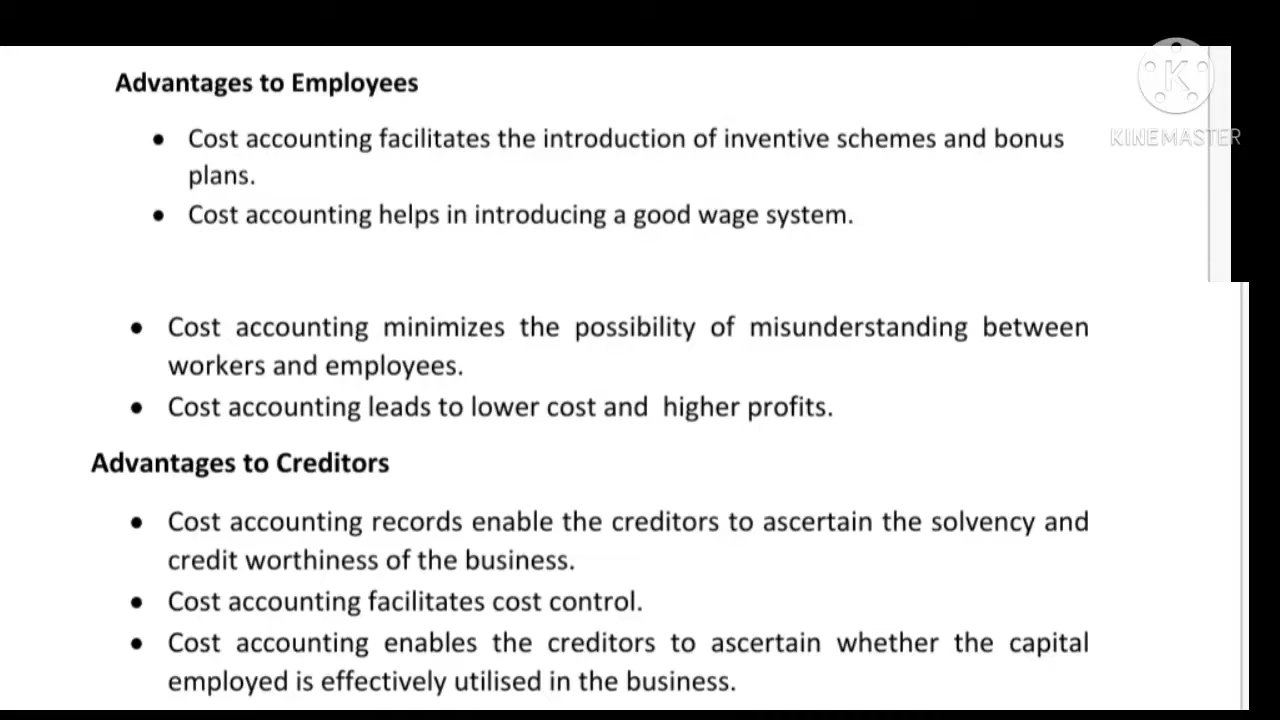 Advantages to Employees
K
KINEMASTER
• Cost accounting facilitates the introduction of inventive schemes and bonus
plans.
• Cost accounting helps in introducing a good wage system.
• Cost accounting minimizes the possibility of misunderstanding between
workers and employees.
• Cost accounting leads to lower cost and higher profits.
Advantages to Creditors
• Cost accounting records enable the creditors to ascertain the solvency and
credit worthiness of the business.
• Cost accounting facilitates cost control.
• Cost accounting enables the creditors to ascertain whether the capital
employed is effectively utilised in the business.